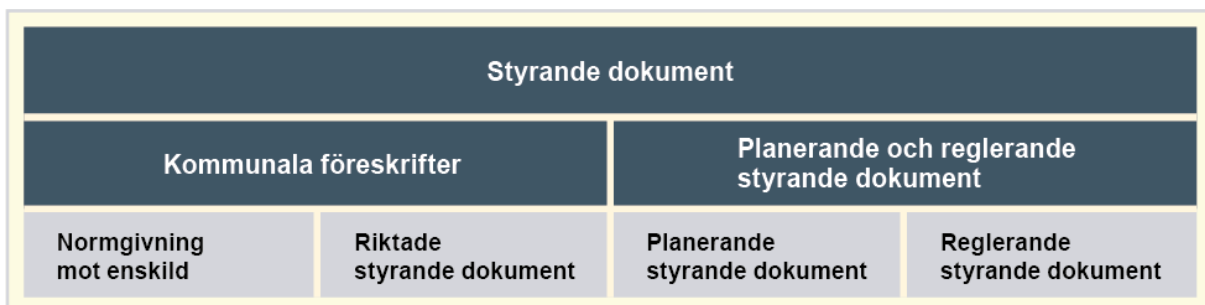 Styrande dokument
Kommunala föreskrifter
Planerande och reglerande
styrande dokument
Normgivning
mot enskild
Riktade
styrande dokument
Planerande
styrande dokument
Reglerande
styrande dokument